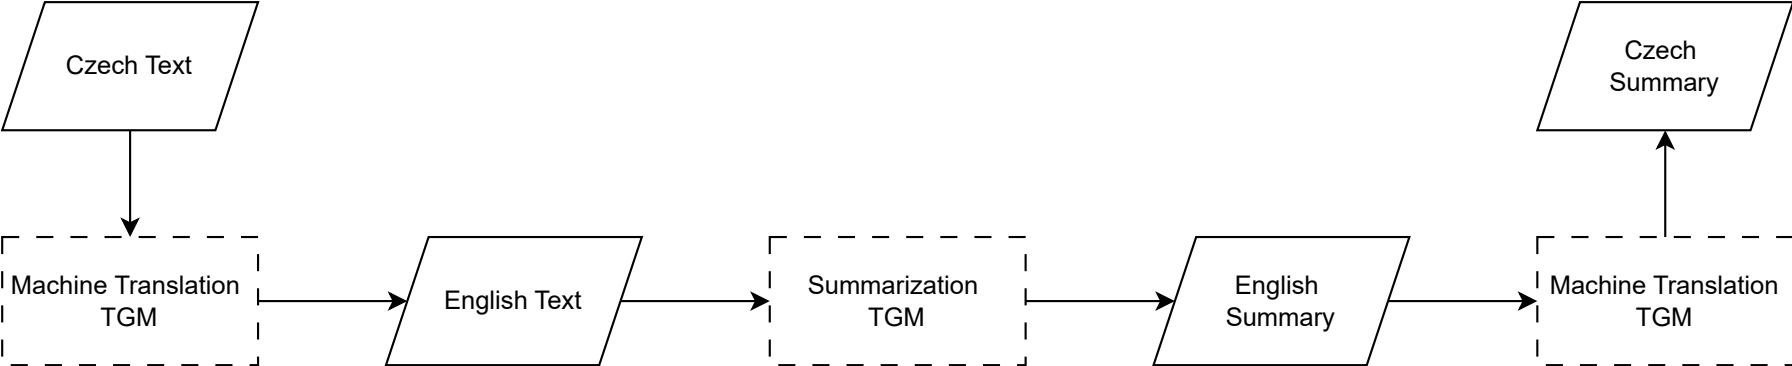 Czech Text
Machine Translation
TGM
English Text
Summarization
TGM
English
Summary
Machine Translation
TGM
Czech
Summary